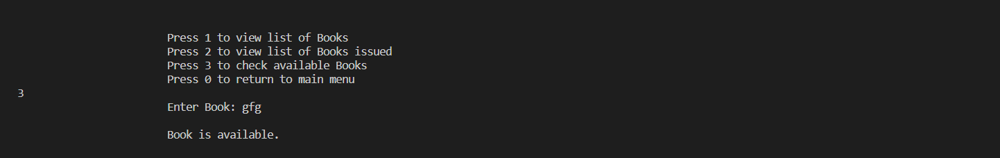 Press 1 to view list of Books
Press 2 to view list of Books issued
Press 3 to check available Books
Press 0 to return to main menu
3
Enter Book: gfg
Book is available.